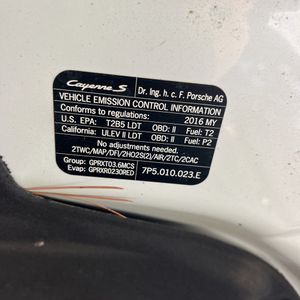 Cayenne S Dr. Ing. h. c. F. Porsche AG
VEHICLE EMISSION CONTROL INFORMATION
Conforms to regulations: 2016 MY
U.S. EPA: T2B5 LDT OBD: II Fuel: T2
California: ULEV II LDT OBD: II Fuel: P2
No adjustments needed.
2TWC/MAP/DFI/2HO2S(2)/AIR/2TC/2CAC
Group: GPRXT03.6MCS
Evap: GPRXR0230RED 7P5.010.023.E